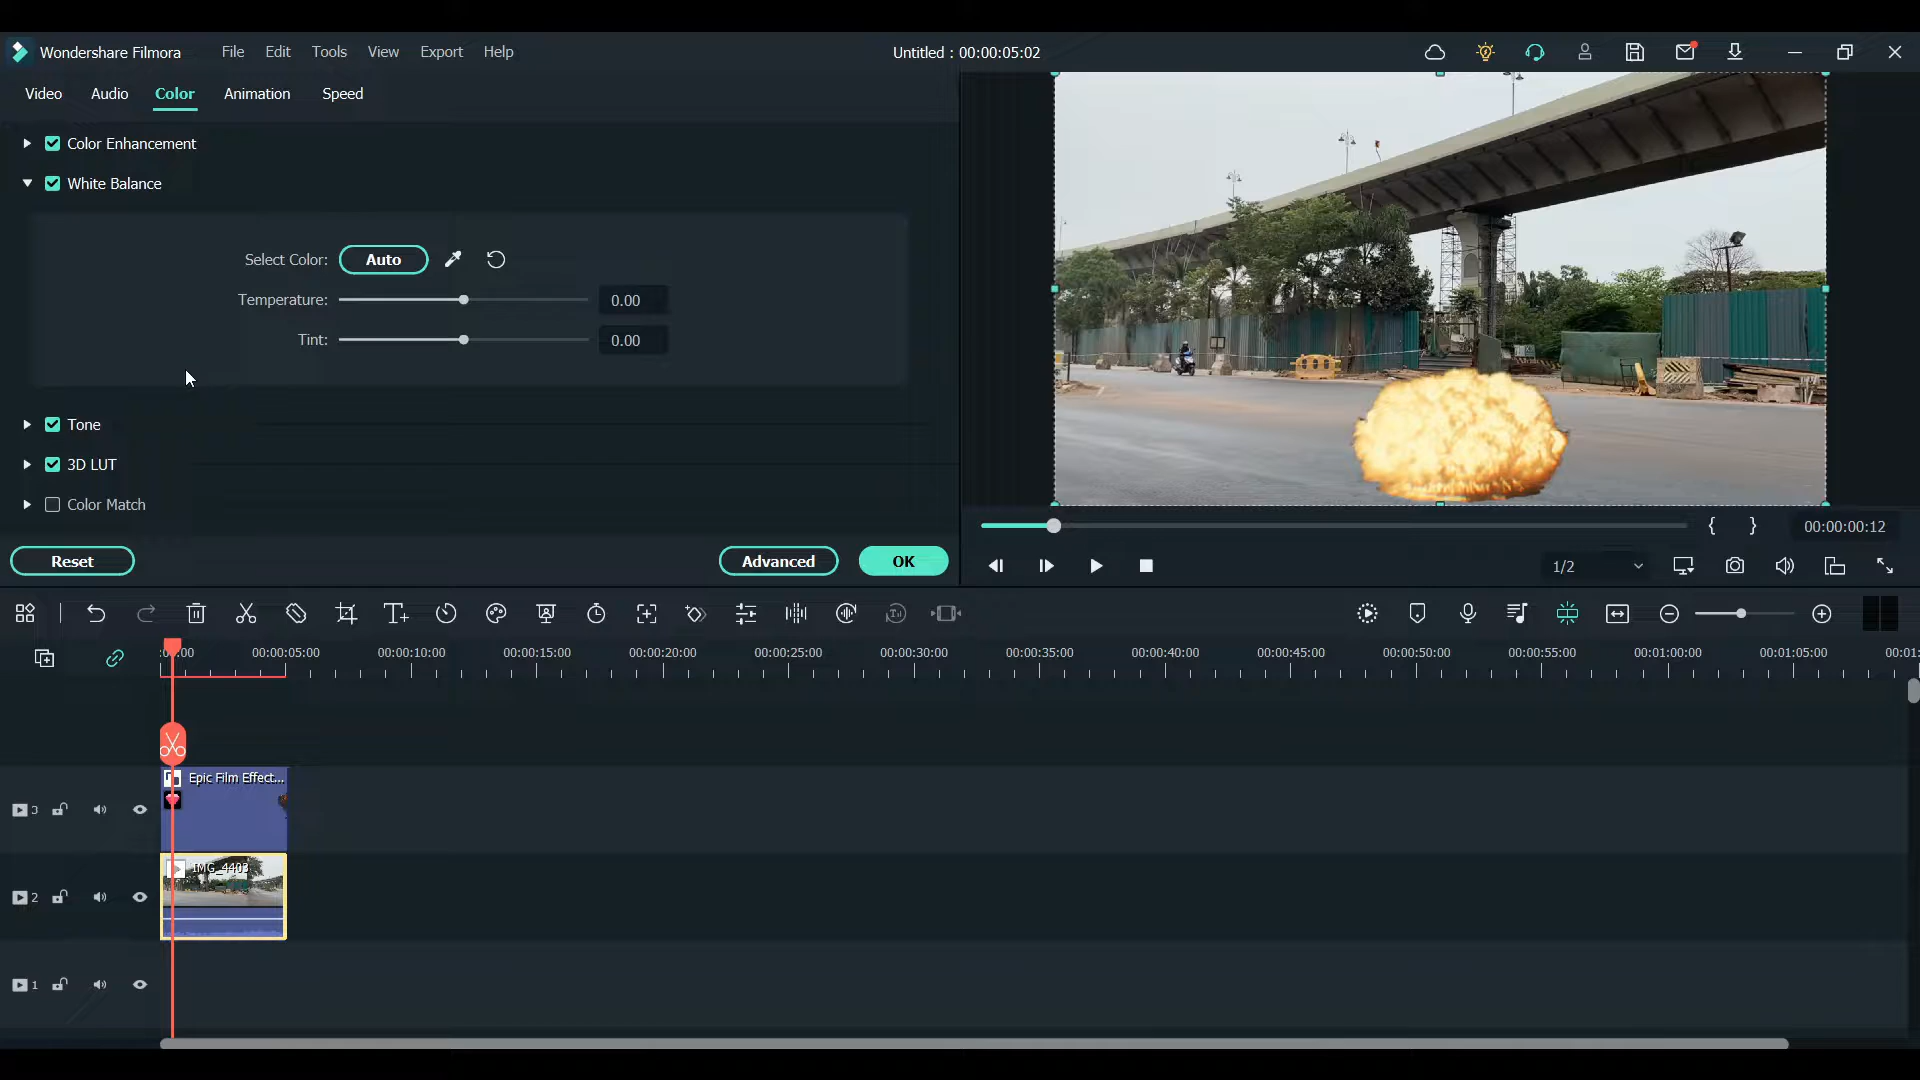 Wondershare Filmora File Edit Tools View Export Help Untitled : 00:00:05:02
Video Audio Color Animation Speed
Color Enhancement
White Balance
Select Color: Auto
Temperature: 0.00
Tint: 0.00
Tone
3D LUT
Color Match
Reset Advanced OK
{ } 00:00:00:12
1/2
00:00:05:00 00:00:10:00 00:00:15:00 00:00:20:00 00:00:25:00 00:00:30:00 00:00:35:00 00:00:40:00 00:00:45:00 00:00:50:00 00:00:55:00 00:01:00:00 00:01:05:00 00:01:
Epic Film Effect...
3
IMG_4403
2
1